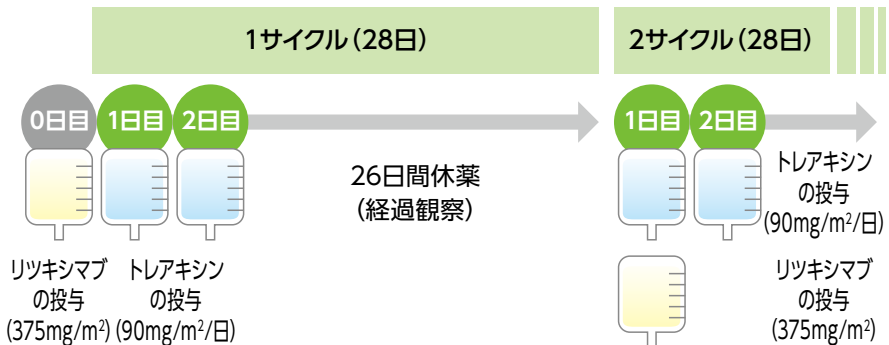 1サイクル(28日)
2サイクル(28日)
0日目
1日目
2日目
1日目
2日目
26日間休薬
(経過観察)
リツキシマブ
の投与
(375mg/m²)
トレアキシン
の投与
(90mg/m²/日)
トレアキシン
の投与
(90mg/m²/日)
リツキシマブ
の投与
(375mg/m²)